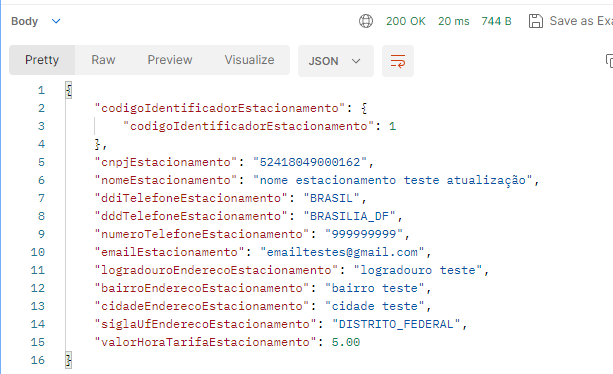 Body 200 OK 20 ms 744 B Save as Exa
Pretty Raw Preview Visualize JSON
1 {
2 "codigoIdentificadorEstacionamento": {
3 "codigoIdentificadorEstacionamento": 1
4 },
5 "cnpjEstacionamento": "52418049000162",
6 "nomeEstacionamento": "nome estacionamento teste atualização",
7 "ddiTelefoneEstacionamento": "BRASIL",
8 "dddTelefoneEstacionamento": "BRASILIA_DF",
9 "numeroTelefoneEstacionamento": "999999999",
10 "emailEstacionamento": "emailtestes@gmail.com",
11 "logradouroEnderecoEstacionamento": "logradouro teste",
12 "bairroEnderecoEstacionamento": "bairro teste",
13 "cidadeEnderecoEstacionamento": "cidade teste",
14 "siglaUfEnderecoEstacionamento": "DISTRITO_FEDERAL",
15 "valorHoraTarifaEstacionamento": 5.00
16 }